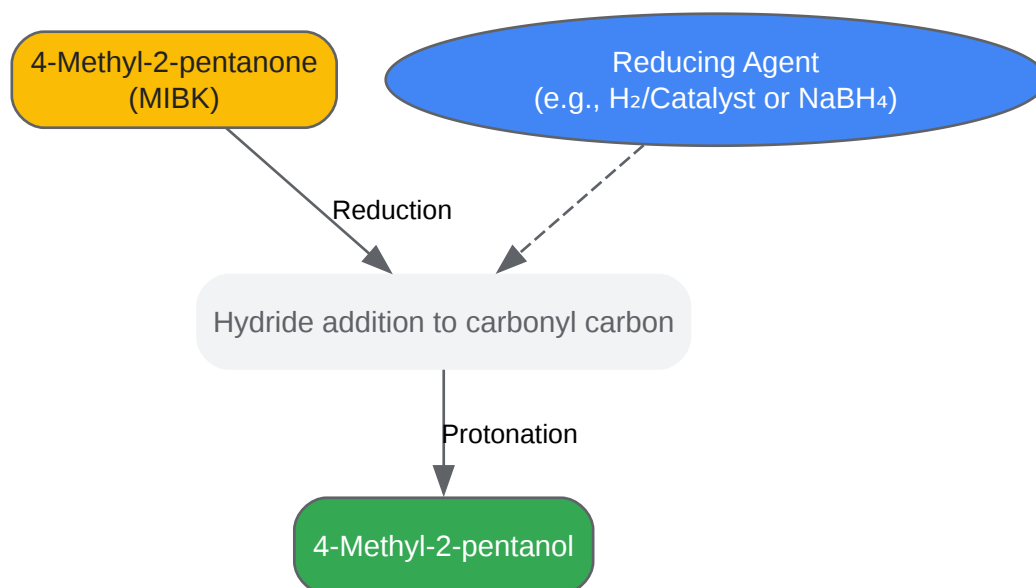 4-Methyl-2-pentanone
(MIBK)
Reducing Agent
(e.g., H₂/Catalyst or NaBH₄)
Reduction
Hydride addition to carbonyl carbon
Protonation
4-Methyl-2-pentanol